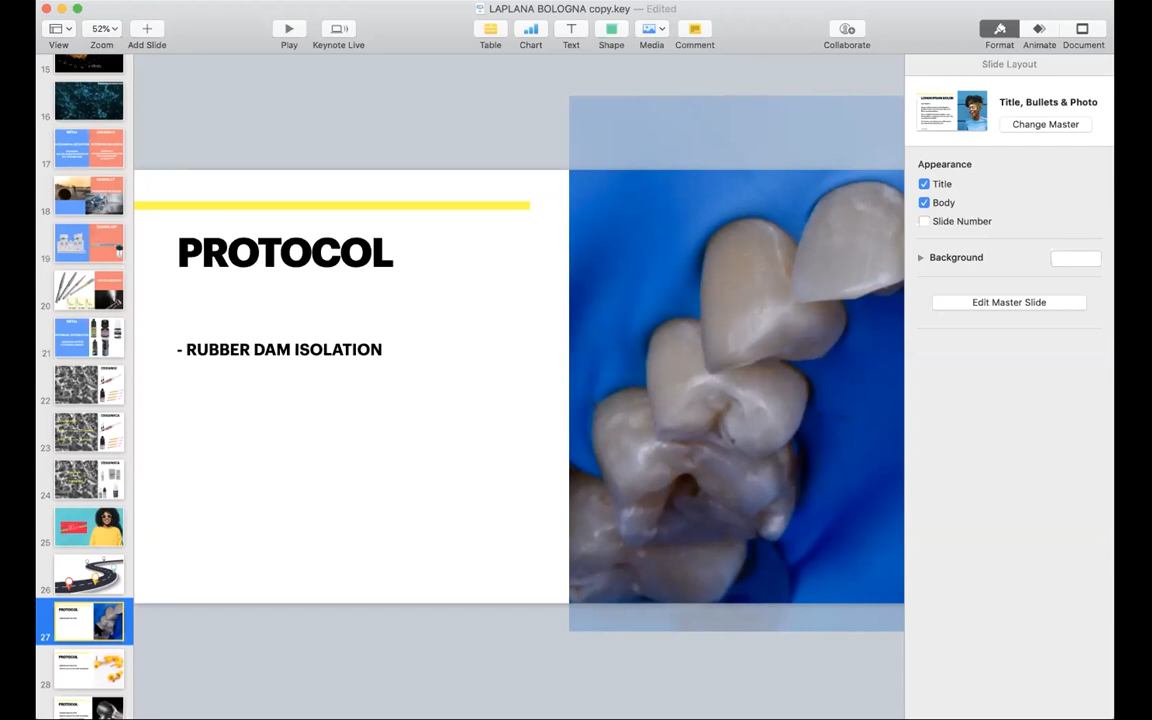 LAPLANA BOLOGNA copy.key — Edited
52%
View
Zoom
Add Slide
Play
Keynote Live
Table
Chart
Text
Shape
Media
Comment
Collaborate
Format
Animate
Document
15
16
17
18
19
20
21
22
23
24
25
26
27
28
PROTOCOL
PROTOCOL
PROTOCOL
PROTOCOL
- RUBBER DAM ISOLATION
Slide Layout
Title, Bullets & Photo
Change Master
Appearance
Title
Body
Slide Number
Background
Edit Master Slide